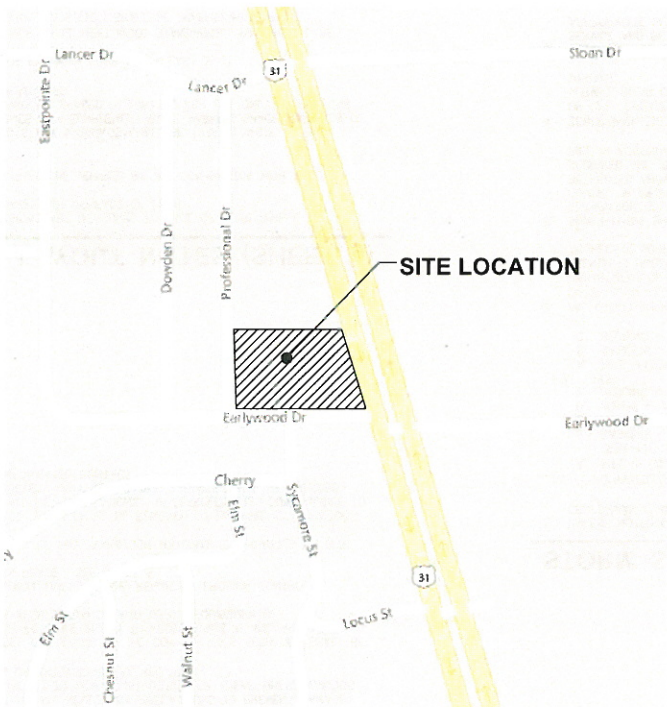 Lancer Dr
Sloan Dr
Eastpointe Dr
Lancer Dr
31
Dowden Dr
Professional Dr
SITE LOCATION
Earlywood Dr
Earlywood Dr
Cherry
Elm St
Sycamore St
31
Elm St
Chesnut St
Walnut St
Locus St